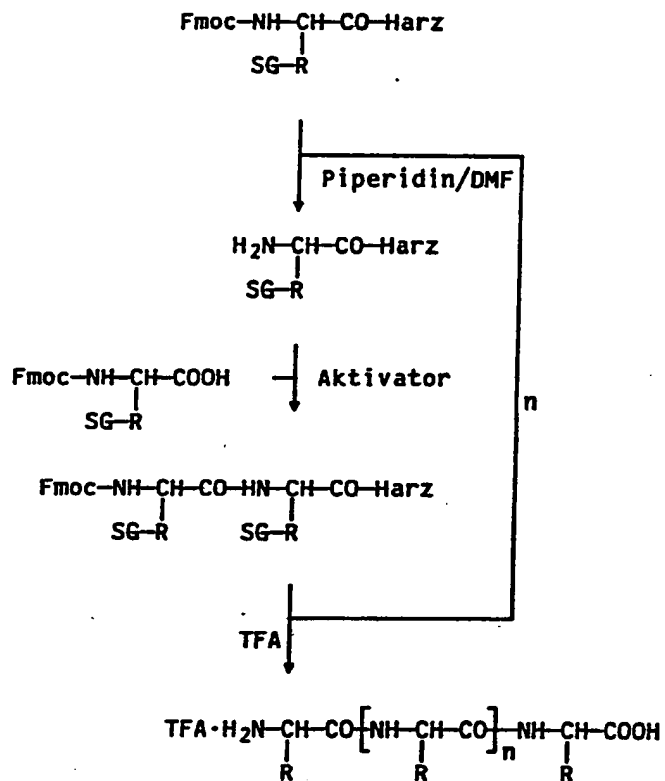 Fmoc-NH-CH-CO-Harz
SG-R
Piperidin/DMF
H₂N-CH-CO-Harz
SG-R
Fmoc-NH-CH-COOH
Aktivator
SG-R
n
Fmoc-NH-CH-CO-HN-CH-CO-Harz
SG-R SG-R
TFA
TFA·H₂N-CH-CO[NH-CH-CO]ₙNH-CH-COOH
R R R